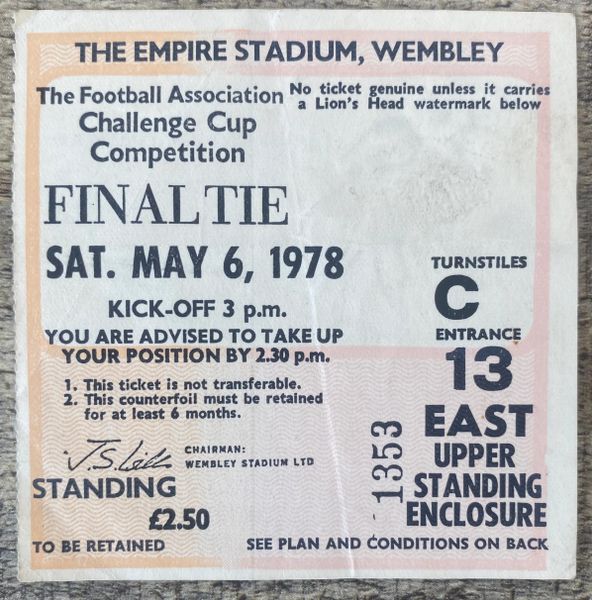 THE EMPIRE STADIUM, WEMBLEY
The Football Association
Challenge Cup
Competition
No ticket genuine unless it carries
a Lion's Head watermark below
FINAL TIE
SAT. MAY 6, 1978
KICK-OFF 3 p.m.
YOU ARE ADVISED TO TAKE UP
YOUR POSITION BY 2.30 p.m.
1. This ticket is not transferable.
2. This counterfoil must be retained
for at least 6 months.
CHAIRMAN:
WEMBLEY STADIUM LTD
STANDING
£2.50
TO BE RETAINED
TURNSTILES
C
ENTRANCE
13
EAST
UPPER
STANDING
ENCLOSURE
1353
SEE PLAN AND CONDITIONS ON BACK